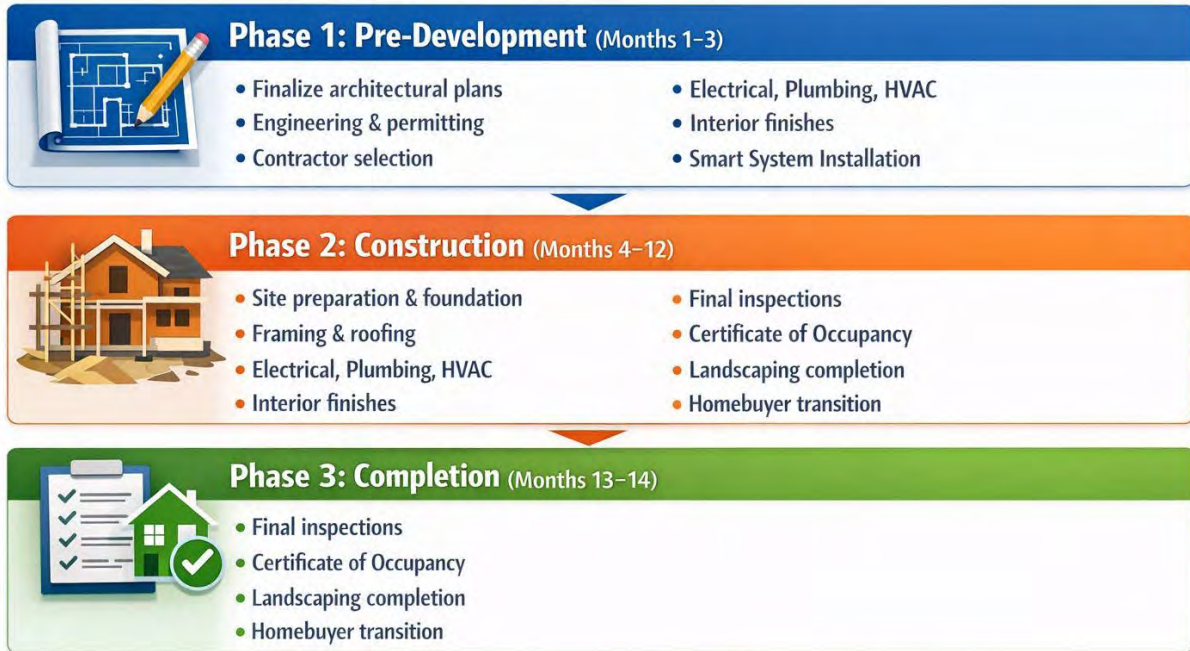 Phase 1: Pre-Development (Months 1–3)
• Finalize architectural plans
• Engineering & permitting
• Contractor selection
• Electrical, Plumbing, HVAC
• Interior finishes
• Smart System Installation
Phase 2: Construction (Months 4–12)
• Site preparation & foundation
• Framing & roofing
• Electrical, Plumbing, HVAC
• Interior finishes
• Final inspections
• Certificate of Occupancy
• Landscaping completion
• Homebuyer transition
Phase 3: Completion (Months 13–14)
• Final inspections
• Certificate of Occupancy
• Landscaping completion
• Homebuyer transition